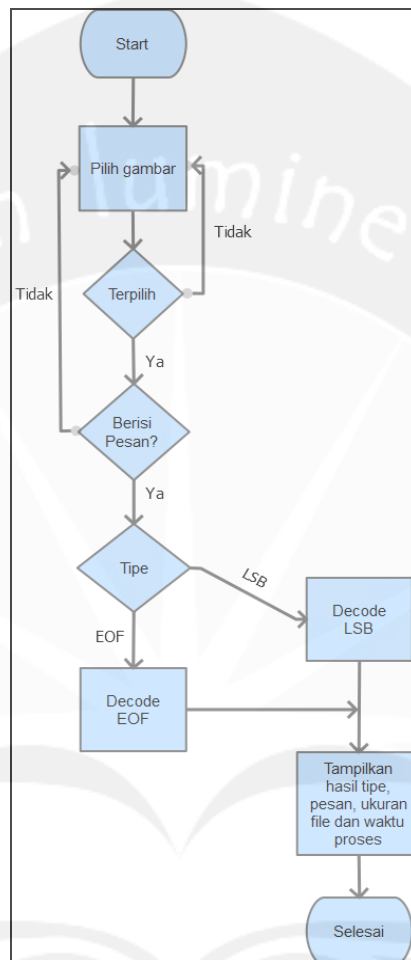 Start
Pilih gambar
Tidak
Terpilih
Tidak
Ya
Berisi
Pesan?
Ya
Tipe
LSB
EOF
Decode
LSB
Decode
EOF
Tampilkan
hasil tipe,
pesan, ukuran
file dan waktu
proses
Selesai
lumine